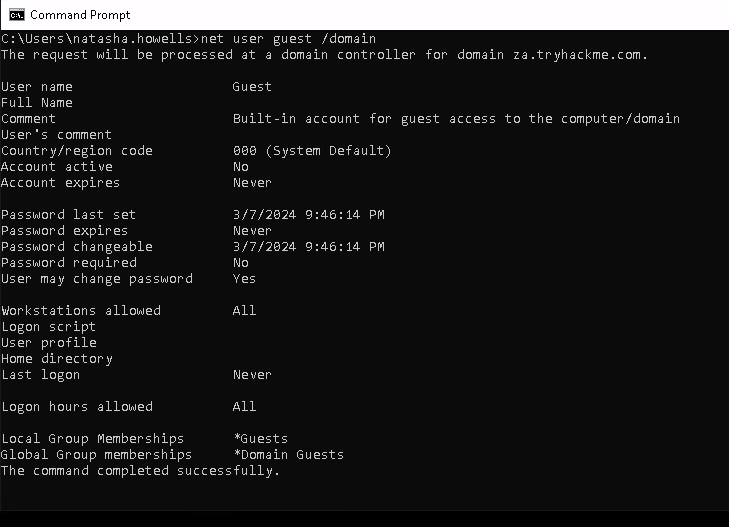 Command Prompt
C:\Users\natasha.howells>net user guest /domain
The request will be processed at a domain controller for domain za.tryhackme.com.
User name Guest
Full Name
Comment Built-in account for guest access to the computer/domain
User's comment
Country/region code 000 (System Default)
Account active No
Account expires Never
Password last set 3/7/2024 9:46:14 PM
Password expires Never
Password changeable 3/7/2024 9:46:14 PM
Password required No
User may change password Yes
Workstations allowed All
Logon script
User profile
Home directory
Last logon Never
Logon hours allowed All
Local Group Memberships *Guests
Global Group memberships *Domain Guests
The command completed successfully.